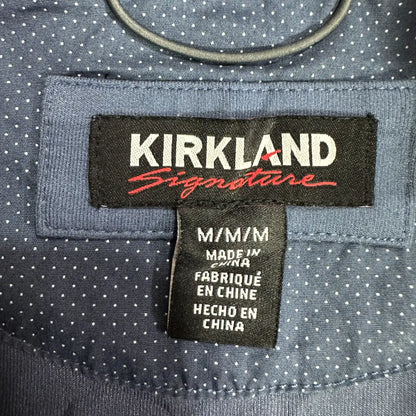 KIRKLAND
Signature
M/M/M
MADE IN
CHINA
FABRIQUÉ
EN CHINE
HECHO EN
CHINA